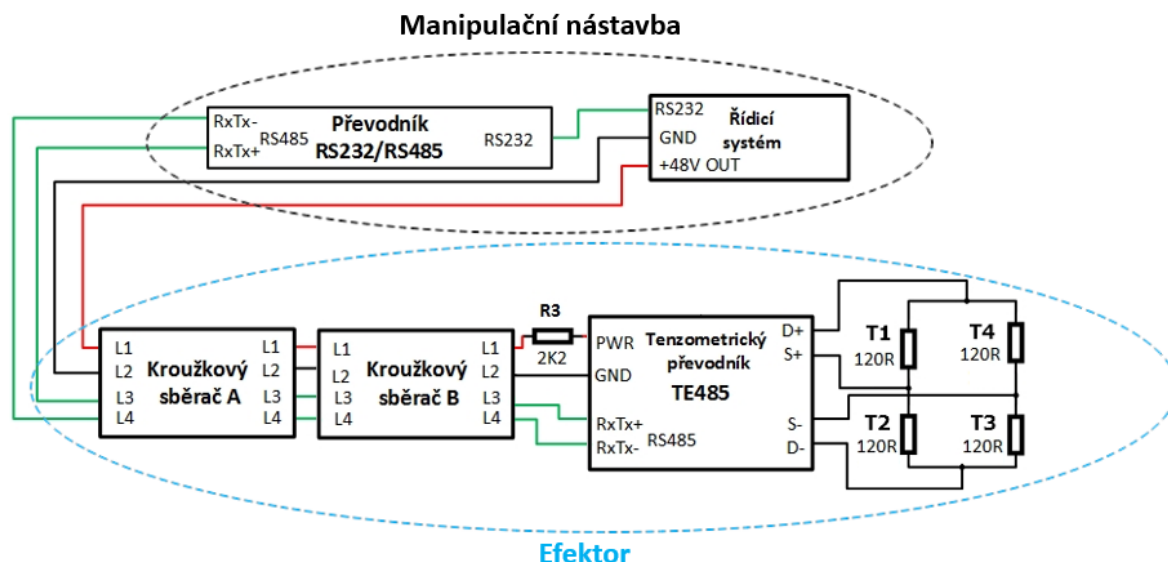 Manipulační nástavba
RxTx-
RxTx+
RS485
Převodník
RS232/RS485
RS232
RS232
GND
+48V OUT
Řídicí
systém
L1
L2
L3
L4
Kroužkový
sběrač A
L1
L2
L3
L4
L1
L2
L3
L4
Kroužkový
sběrač B
L1
L2
L3
L4
R3
2K2
PWR
GND
RxTx+
RxTx-
RS485
Tenzometrický
převodník
TE485
D+
S+
S-
D-
T1
120R
T4
120R
T2
120R
T3
120R
Efektor